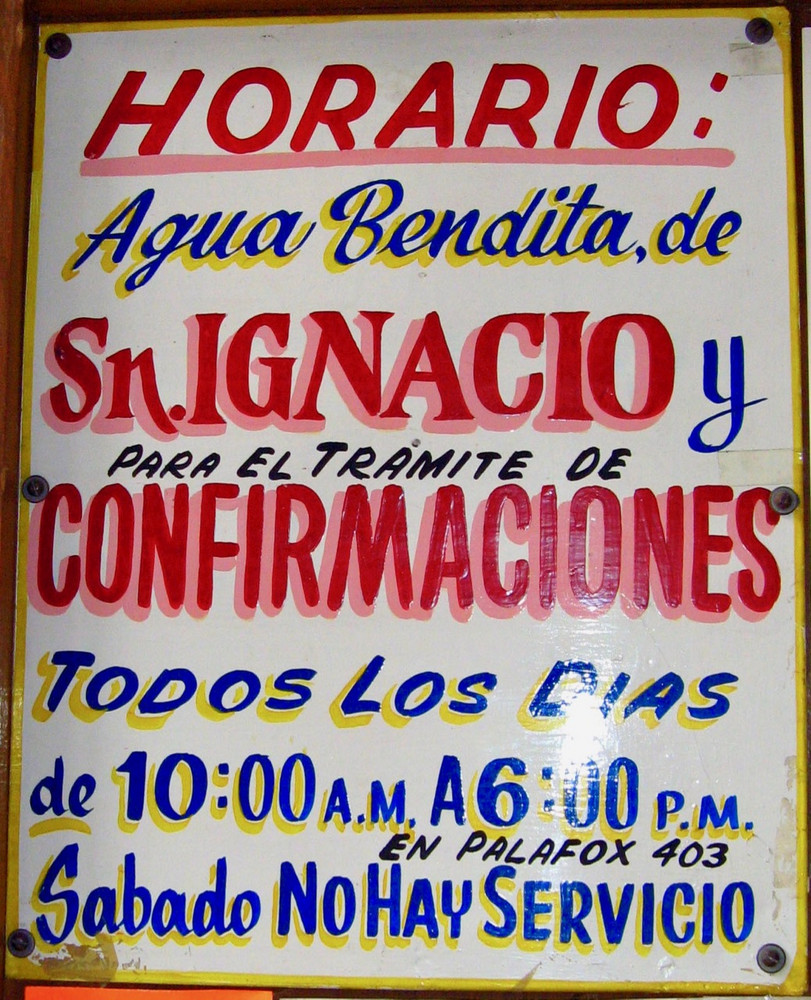 HORARIO:
Agua Bendita, de
Sn. IGNACIO y
PARA EL TRAMITE DE
CONFIRMACIONES
TODOS LOS DIAS
de 10:00 A.M. A 6:00 P.M.
EN PALAFOX 403
Sabado NO HAY SERVICIO